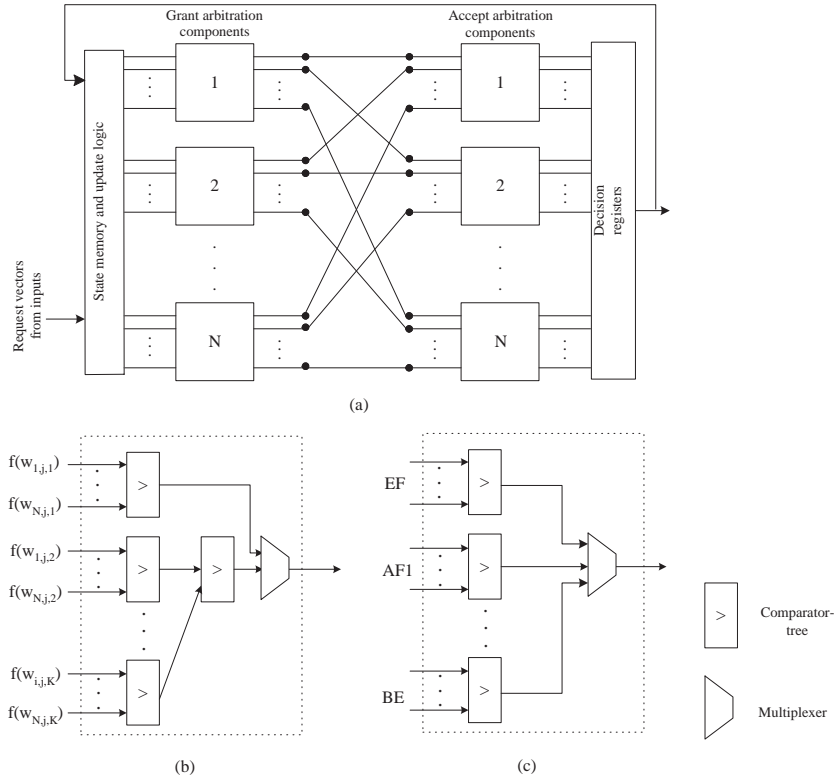 Grant arbitration
components
Accept arbitration
components
State memory and update logic
Request vectors
from inputs
1
2
N
1
2
N
Decision
registers
(a)
f(w1,j,1)
f(wN,j,1)
f(w1,j,2)
f(wN,j,2)
f(wi,j,K)
f(wN,j,K)
>
>
>
>
(b)
EF
AF1
BE
>
>
>
(c)
>
Comparator-
tree
Multiplexer